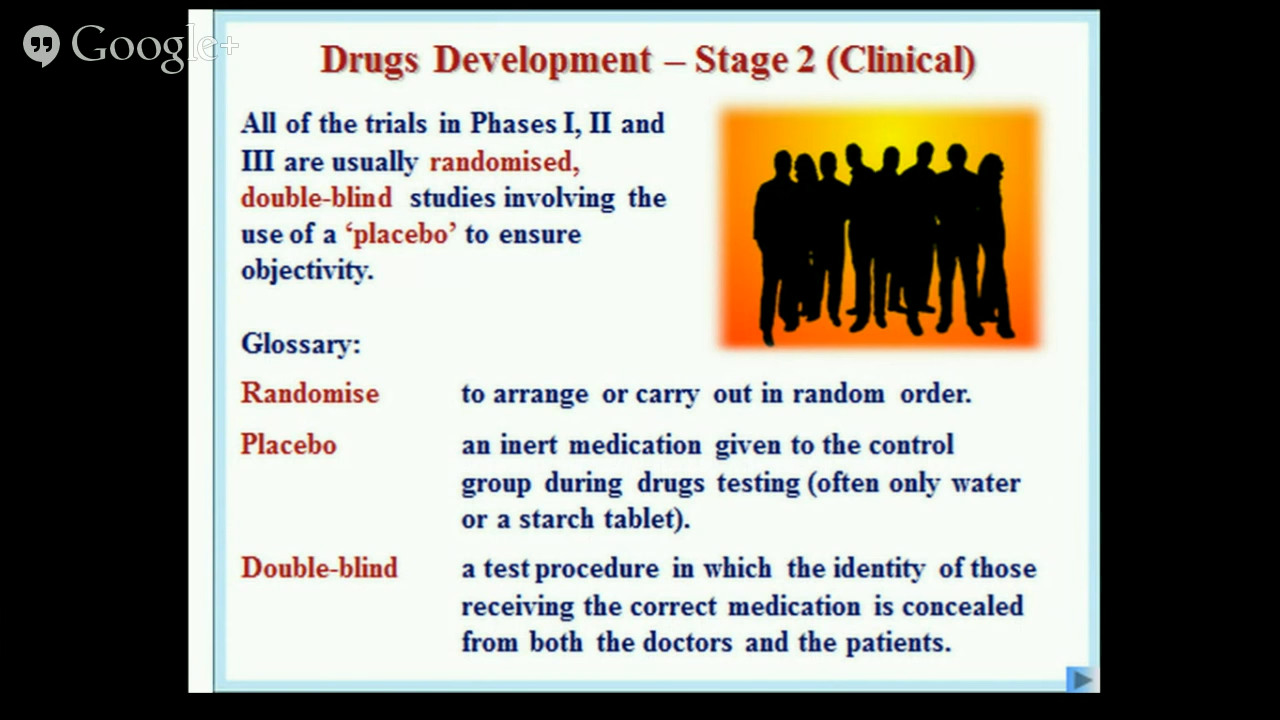 Google+
Drugs Development – Stage 2 (Clinical)
All of the trials in Phases I, II and
III are usually randomised,
double-blind studies involving the
use of a ‘placebo’ to ensure
objectivity.
Glossary:
Randomise to arrange or carry out in random order.
Placebo an inert medication given to the control
group during drugs testing (often only water
or a starch tablet).
Double-blind a test procedure in which the identity of those
receiving the correct medication is concealed
from both the doctors and the patients.